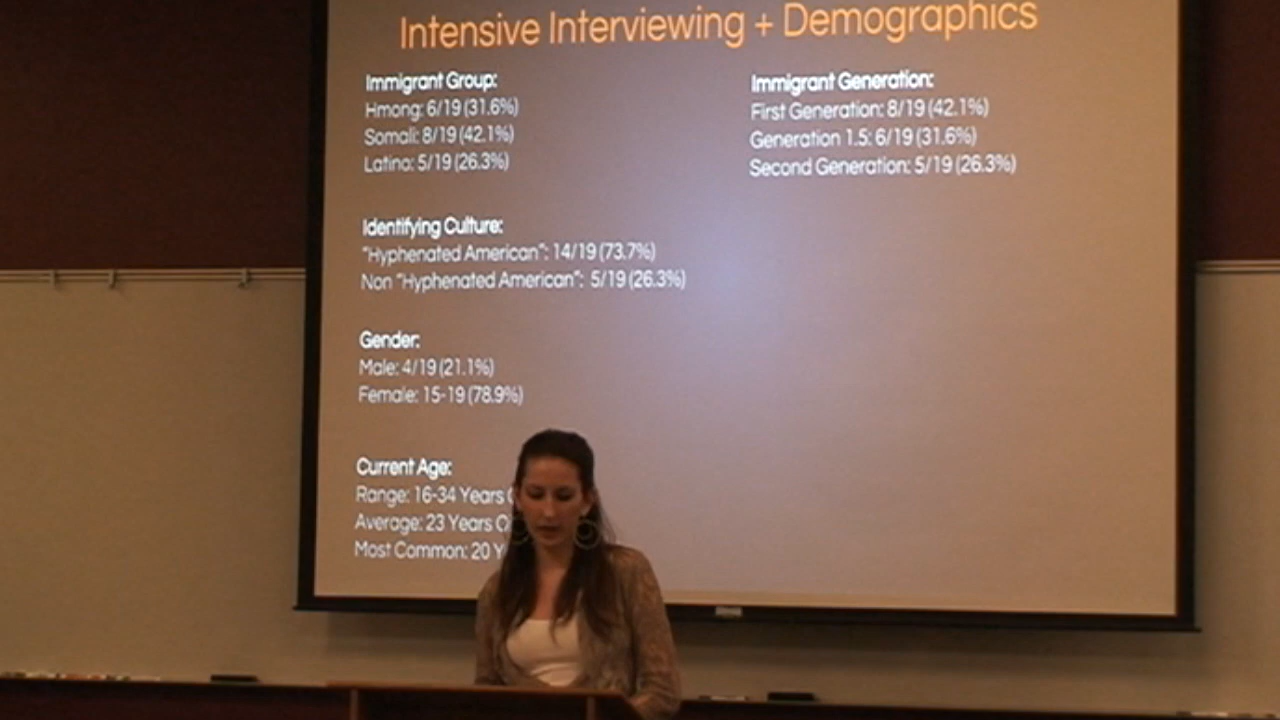 Intensive Interviewing + Demographics
Immigrant Group:
Hmong: 6/19 (31.6%)
Somali: 8/19 (42.1%)
Latino: 5/19 (26.3%)
Immigrant Generation:
First Generation: 8/19 (42.1%)
Generation 1.5: 6/19 (31.6%)
Second Generation: 5/19 (26.3%)
Identifying Culture:
"Hyphenated American": 14/19 (73.7%)
Non "Hyphenated American": 5/19 (26.3%)
Gender:
Male: 4/19 (21.1%)
Female: 15-19 (78.9%)
Current Age:
Range: 16-34 Years
Average: 23 Years
Most Common: 20